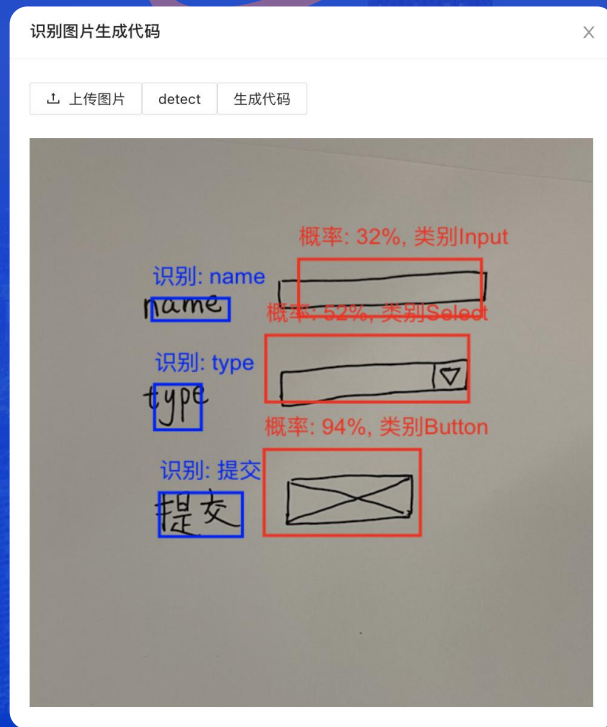 识别图片生成代码
上传图片 detect 生成代码
概率: 32%, 类别Input
识别: name
name
概率: 52%, 类别Select
识别: type
type
概率: 94%, 类别Button
识别: 提交
提交